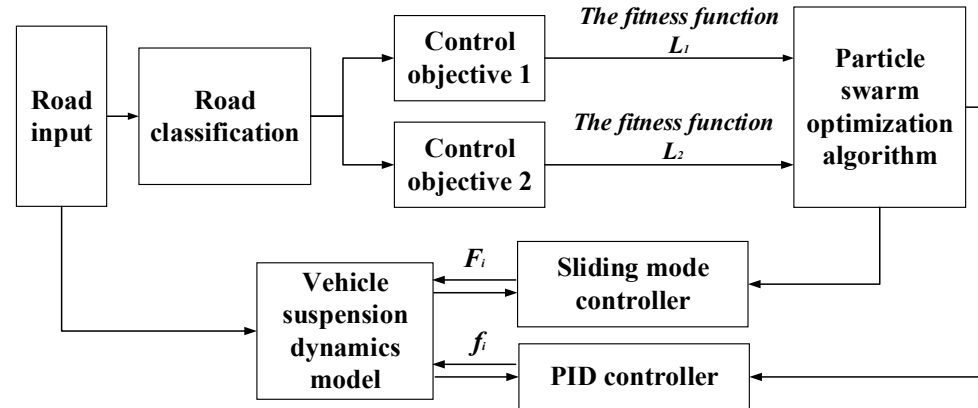 Road
input
Road
classification
Control
objective 1
The fitness function
L1
Control
objective 2
The fitness function
L2
Particle
swarm
optimization
algorithm
Vehicle
suspension
dynamics
model
Fi
Sliding mode
controller
fi
PID controller